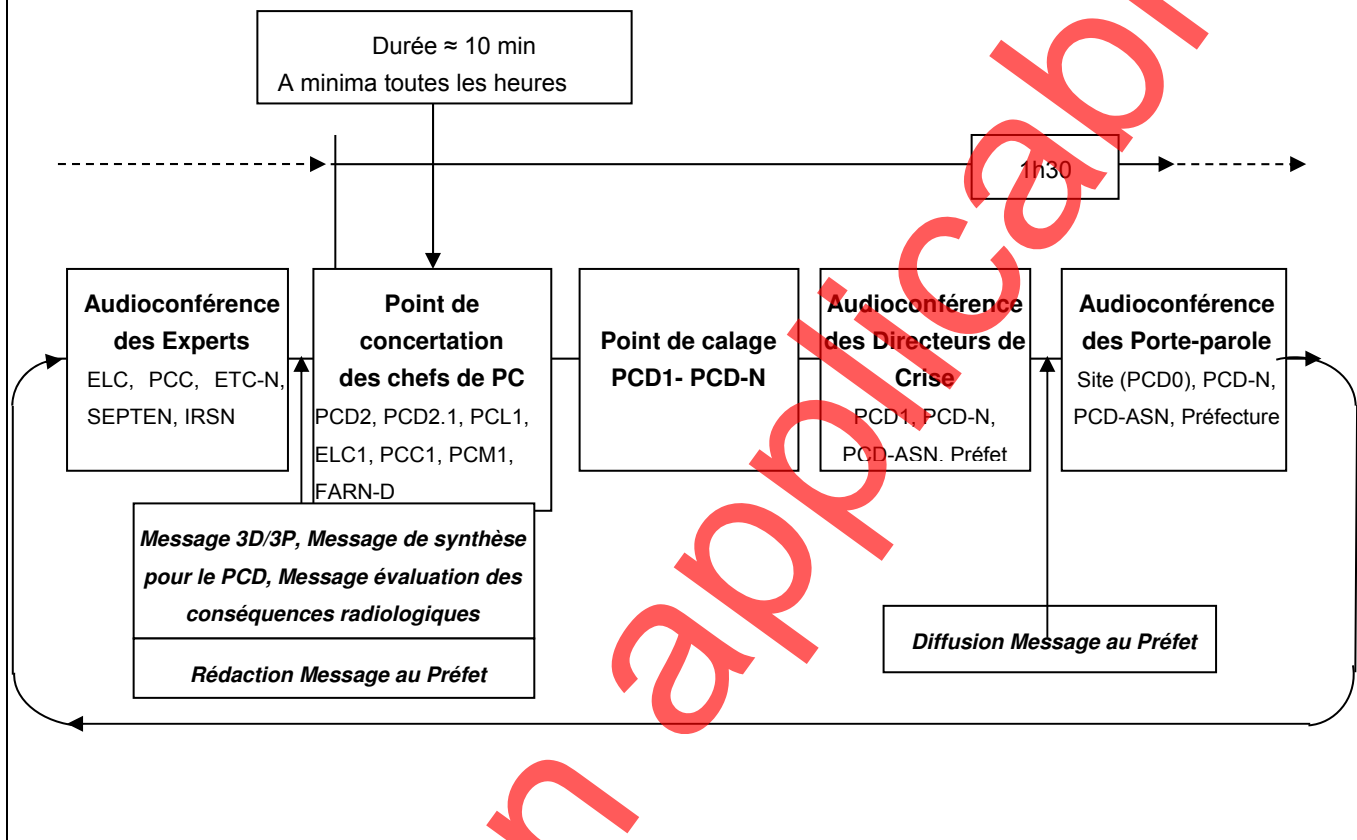 Durée ≈ 10 min
A minima toutes les heures
1h30
Audioconférence
des Experts
ELC, PCC, ETC-N,
SEPTEN, IRSN
Point de
concertation
des chefs de PC
PCD2, PCD2.1, PCL1,
ELC1, PCC1, PCM1,
FARN-D
Point de calage
PCD1- PCD-N
Audioconférence
des Directeurs de
Crise
PCD1, PCD-N,
PCD-ASN, Préfet
Audioconférence
des Porte-parole
Site (PCD0), PCD-N,
PCD-ASN, Préfecture
Message 3D/3P, Message de synthèse
pour le PCD, Message évaluation des
conséquences radiologiques
Rédaction Message au Préfet
Diffusion Message au Préfet
n applicabl